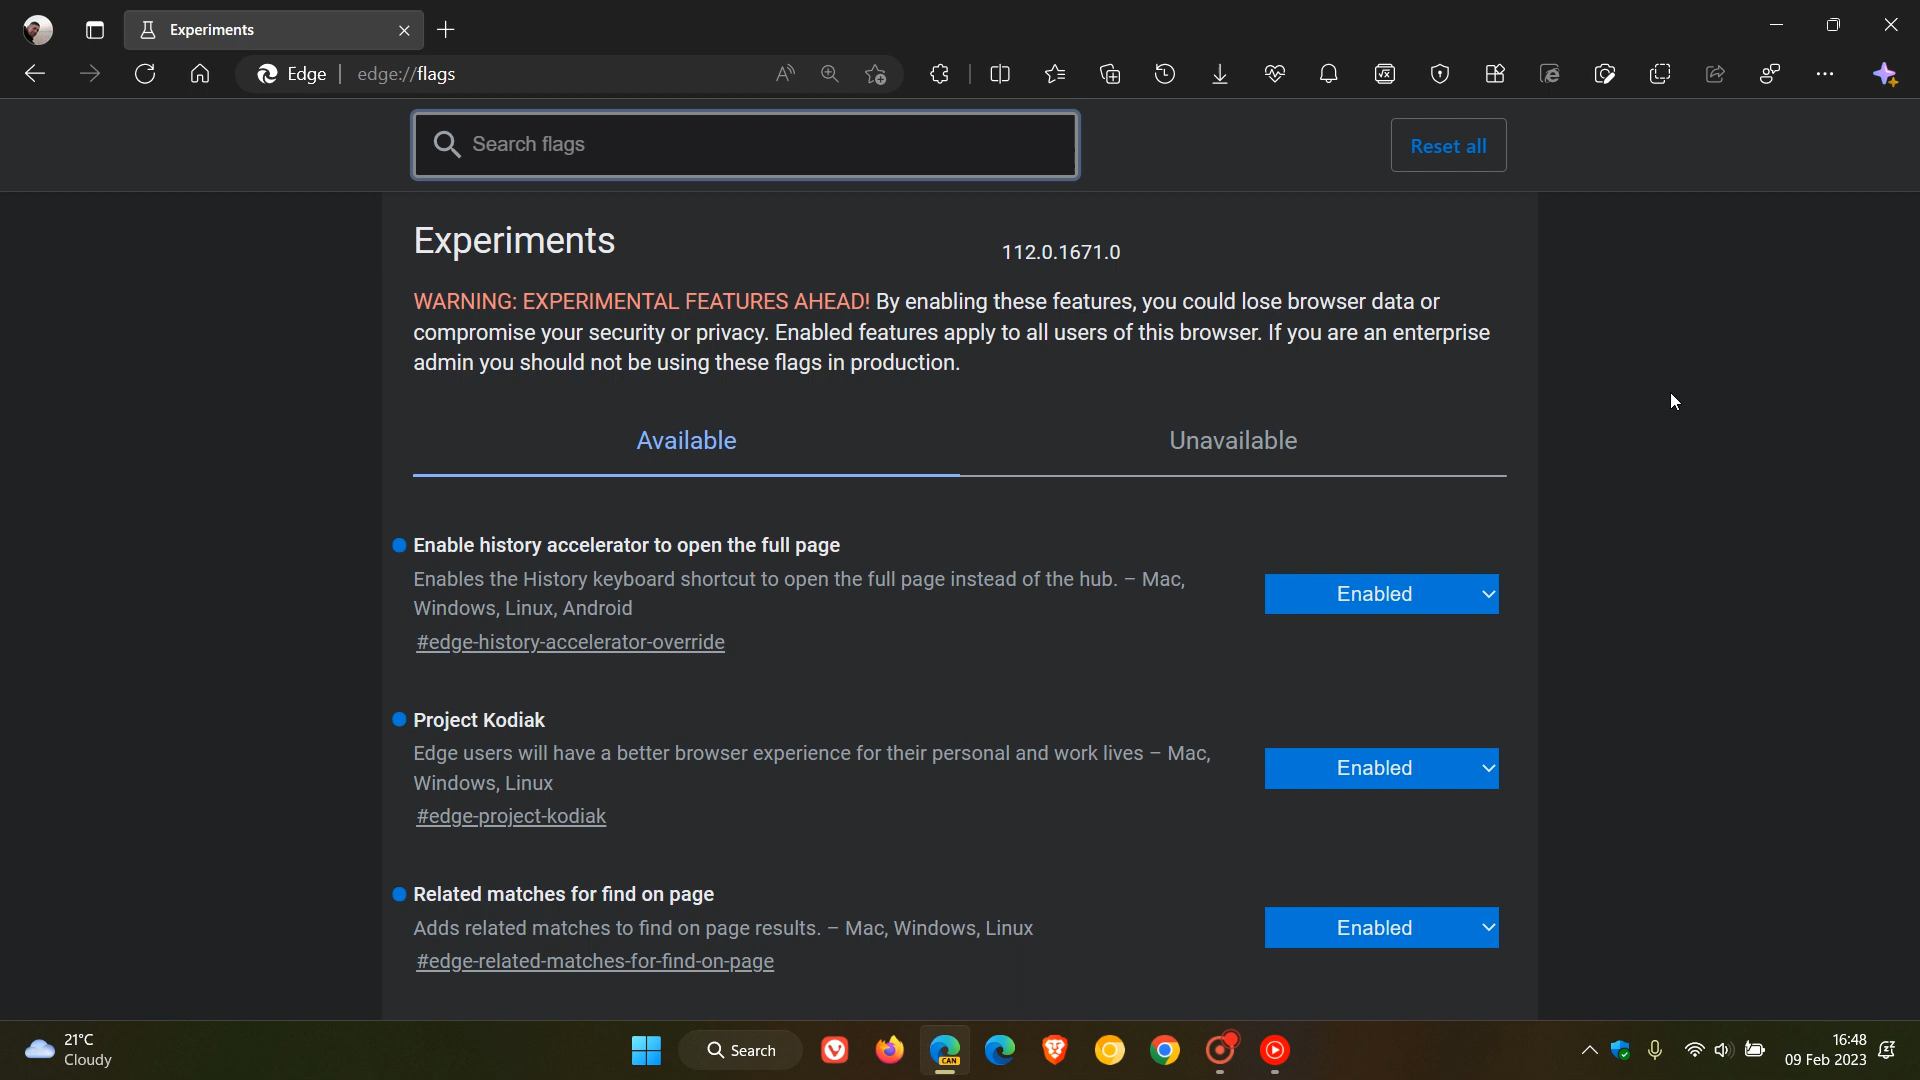 Experiments
Edge | edge://flags
Search flags
Reset all
Experiments
112.0.1671.0
WARNING: EXPERIMENTAL FEATURES AHEAD! By enabling these features, you could lose browser data or
compromise your security or privacy. Enabled features apply to all users of this browser. If you are an enterprise
admin you should not be using these flags in production.
Available
Unavailable
Enable history accelerator to open the full page
Enables the History keyboard shortcut to open the full page instead of the hub. – Mac,
Windows, Linux, Android
#edge-history-accelerator-override
Enabled
Project Kodiak
Edge users will have a better browser experience for their personal and work lives – Mac,
Windows, Linux
#edge-project-kodiak
Enabled
Related matches for find on page
Adds related matches to find on page results. – Mac, Windows, Linux
#edge-related-matches-for-find-on-page
Enabled
21°C
Cloudy
Search
CAN
16:48
09 Feb 2023